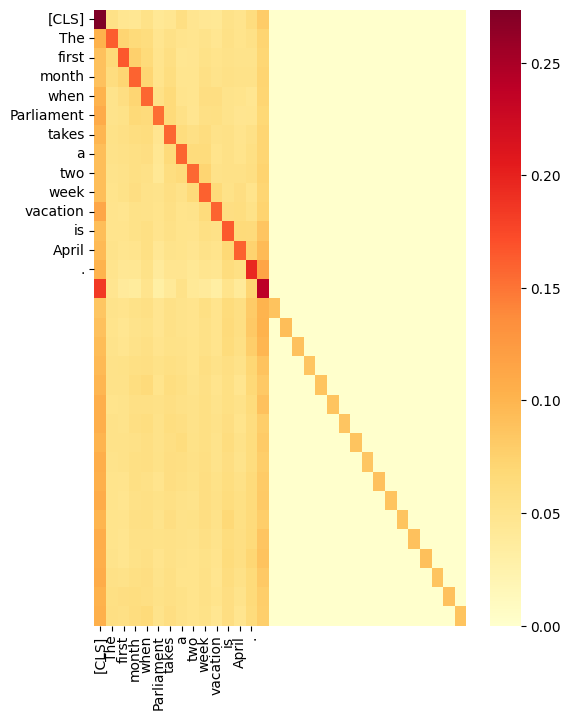 [CLS]
The
first
month
when
Parliament
takes
a
two
week
vacation
is
April
.
0.25
0.20
0.15
0.10
0.05
0.00
[CLS]
The
first
month
when
Parliament
takes
a
two
week
vacation
is
April
.